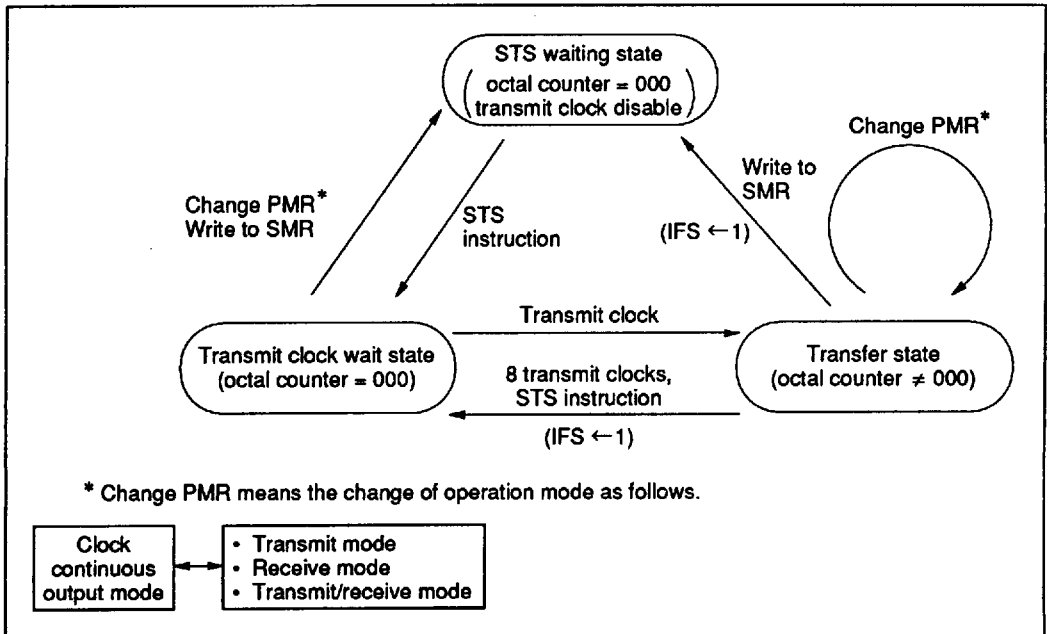 STS waiting state
( octal counter = 000
transmit clock disable )
Change PMR*
Change PMR*
Write to SMR
STS
instruction
Write to
SMR
(IFS ←1)
Transmit clock
Transmit clock wait state
(octal counter = 000)
Transfer state
(octal counter ≠ 000)
8 transmit clocks,
STS instruction
(IFS ←1)
* Change PMR means the change of operation mode as follows.
Clock
continuous
output mode
• Transmit mode
• Receive mode
• Transmit/receive mode